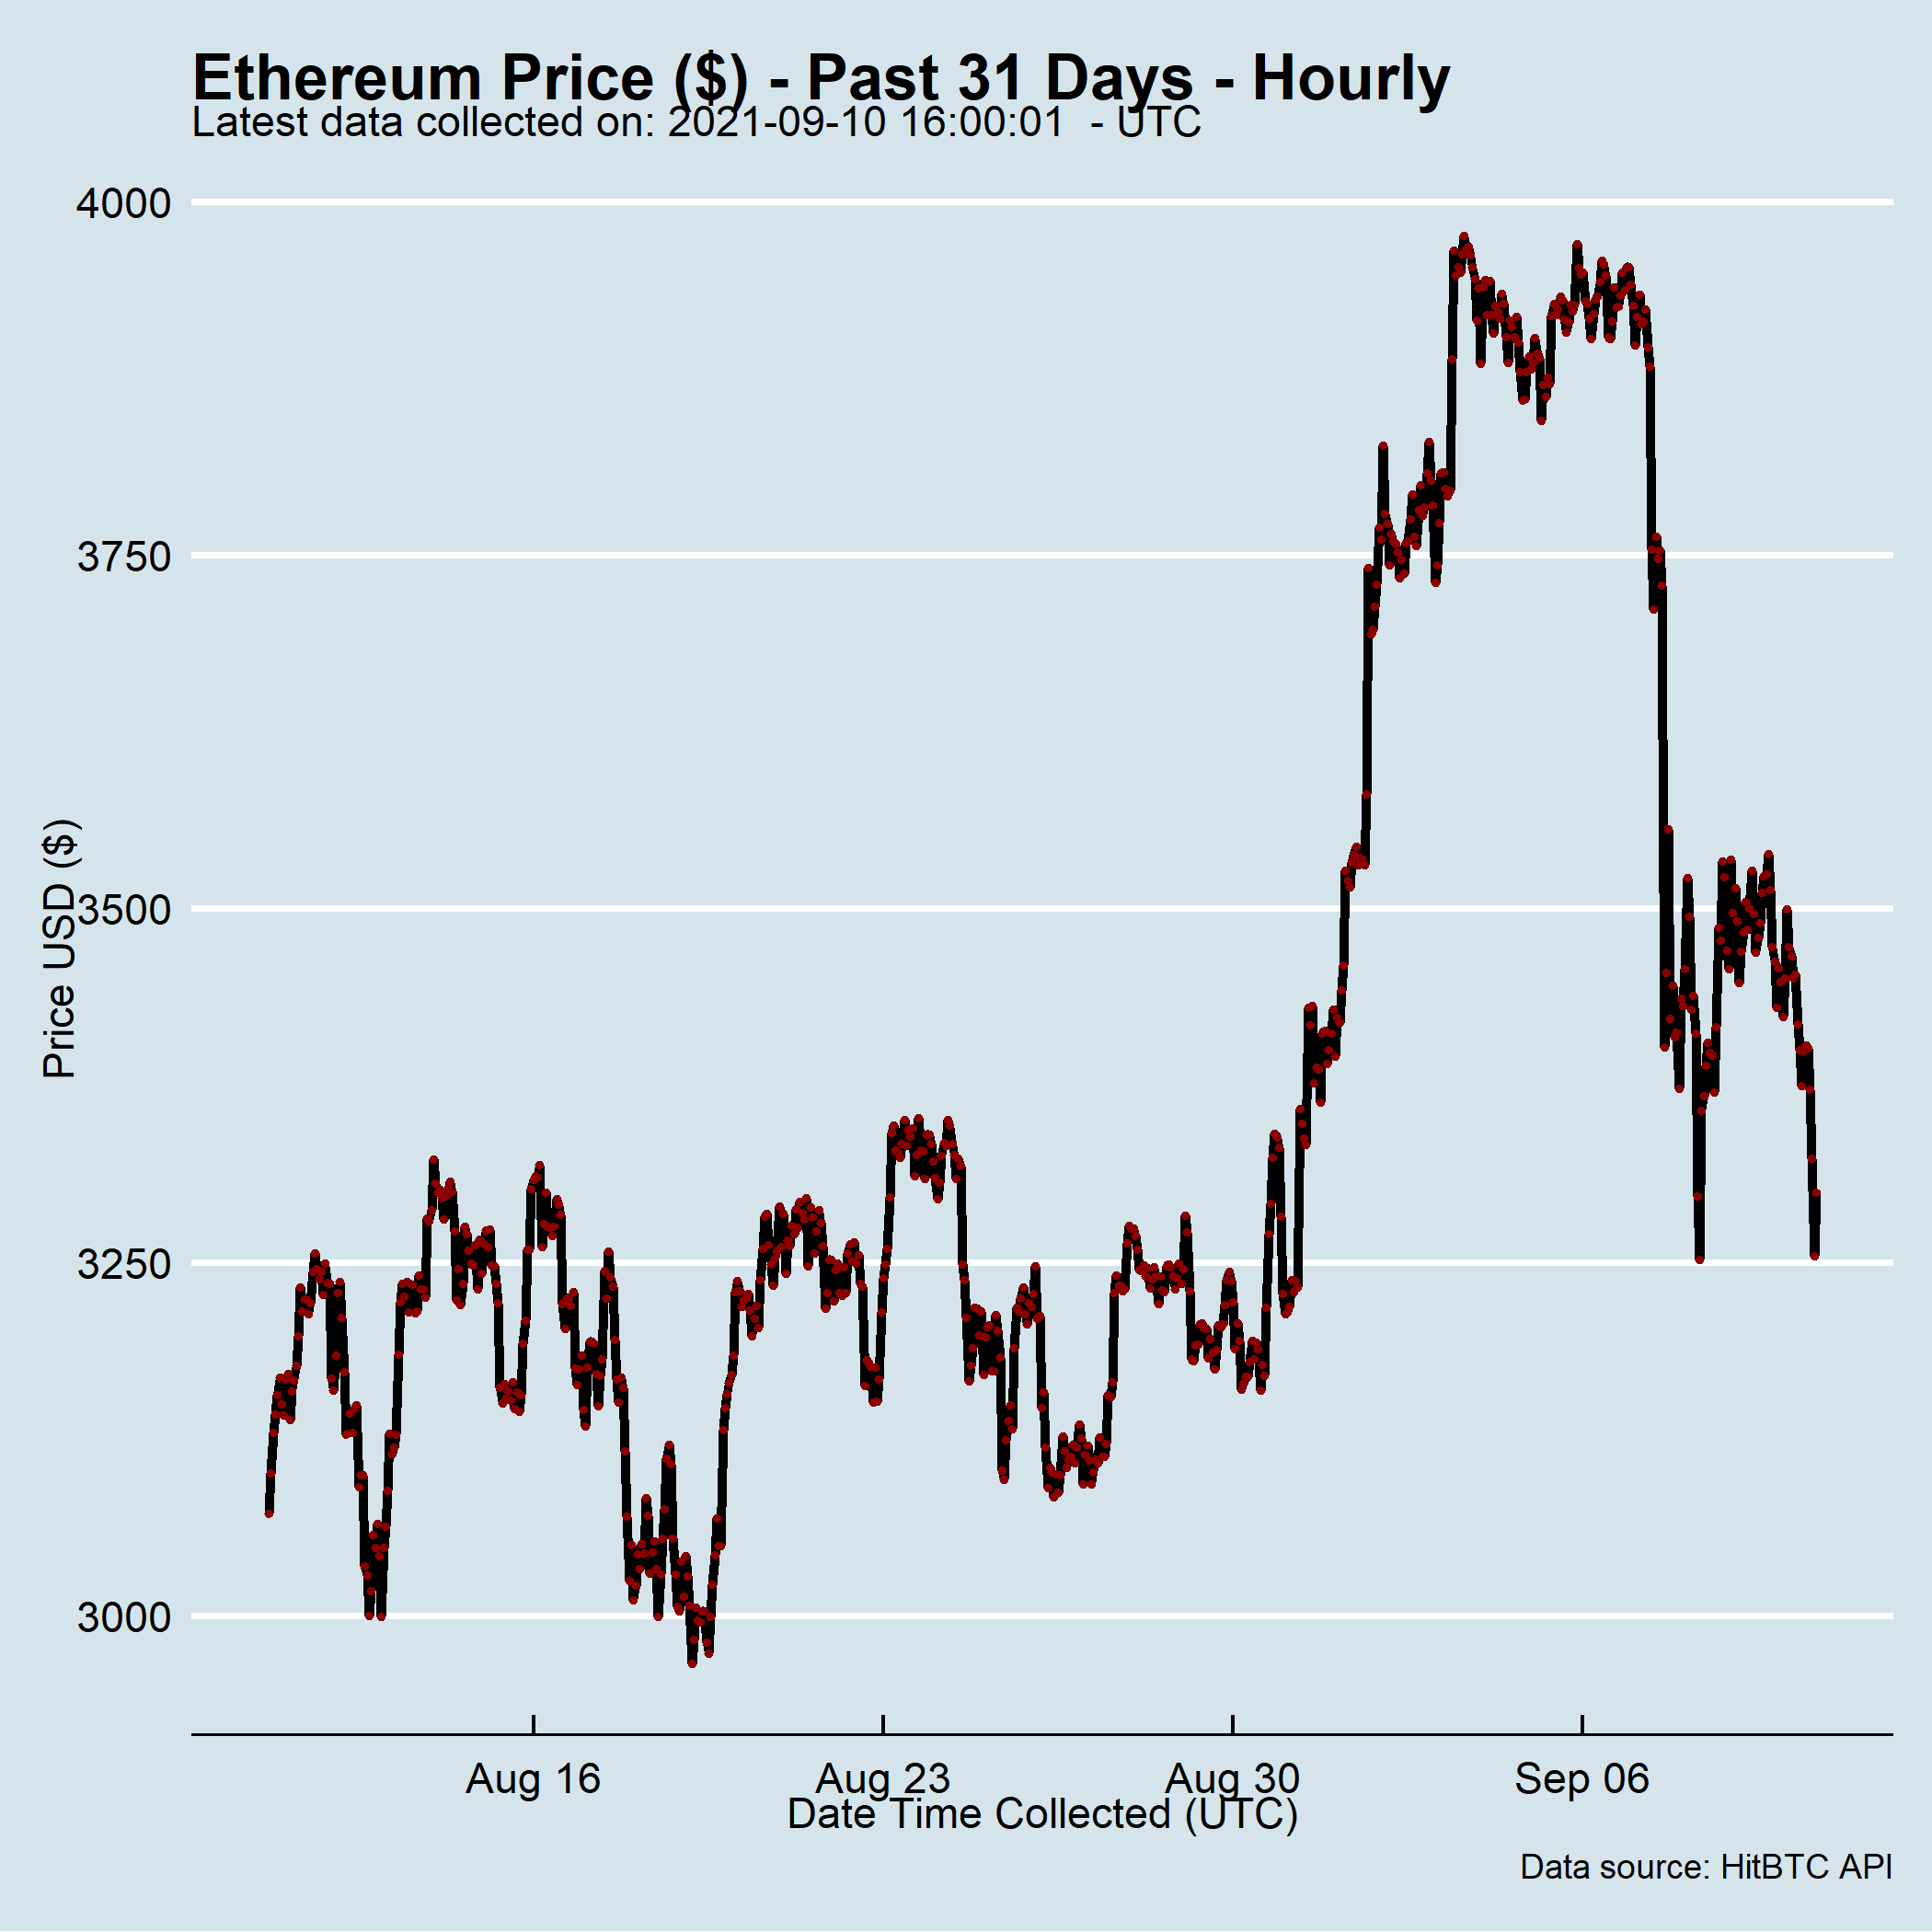 Ethereum Price ($) - Past 31 Days - Hourly
Latest data collected on: 2021-09-10 16:00:01  - UTC
4000
3750
3500
3250
3000
Price USD ($)
Aug 16 Aug 23 Aug 30 Sep 06
Date Time Collected (UTC)
Data source: HitBTC API